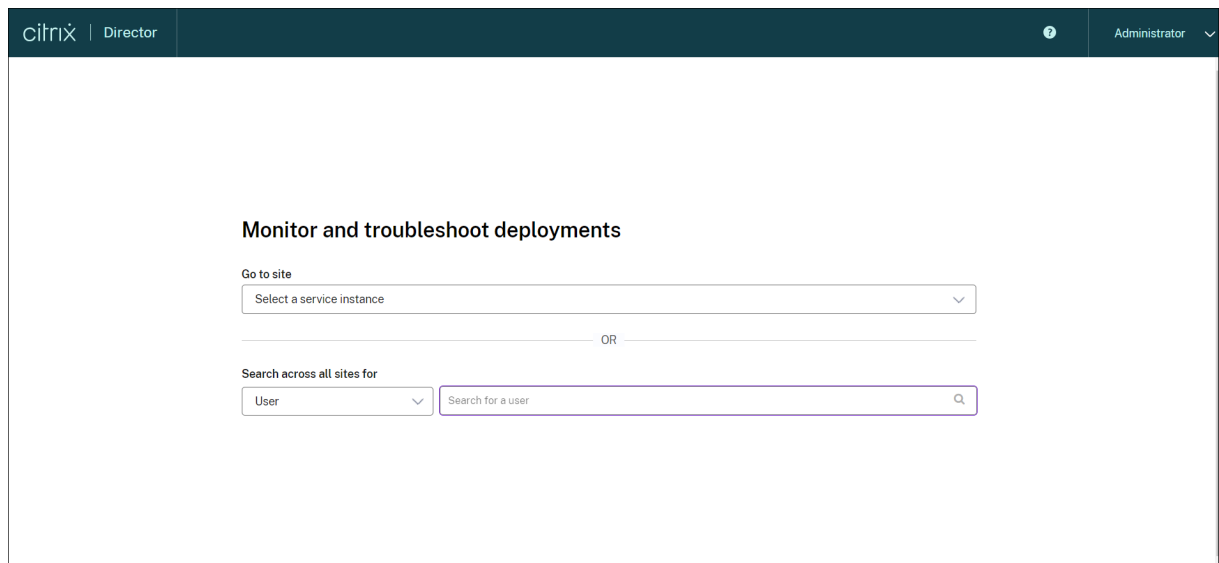 citrix | Director
?
Administrator
Monitor and troubleshoot deployments
Go to site
Select a service instance
OR
Search across all sites for
User
Search for a user